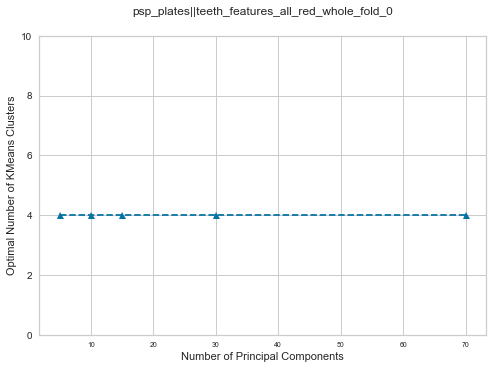 psp_plates||teeth_features_all_red_whole_fold_0
10
8
6
4
2
0
Optimal Number of KMeans Clusters
10 20 30 40 50 60 70
Number of Principal Components